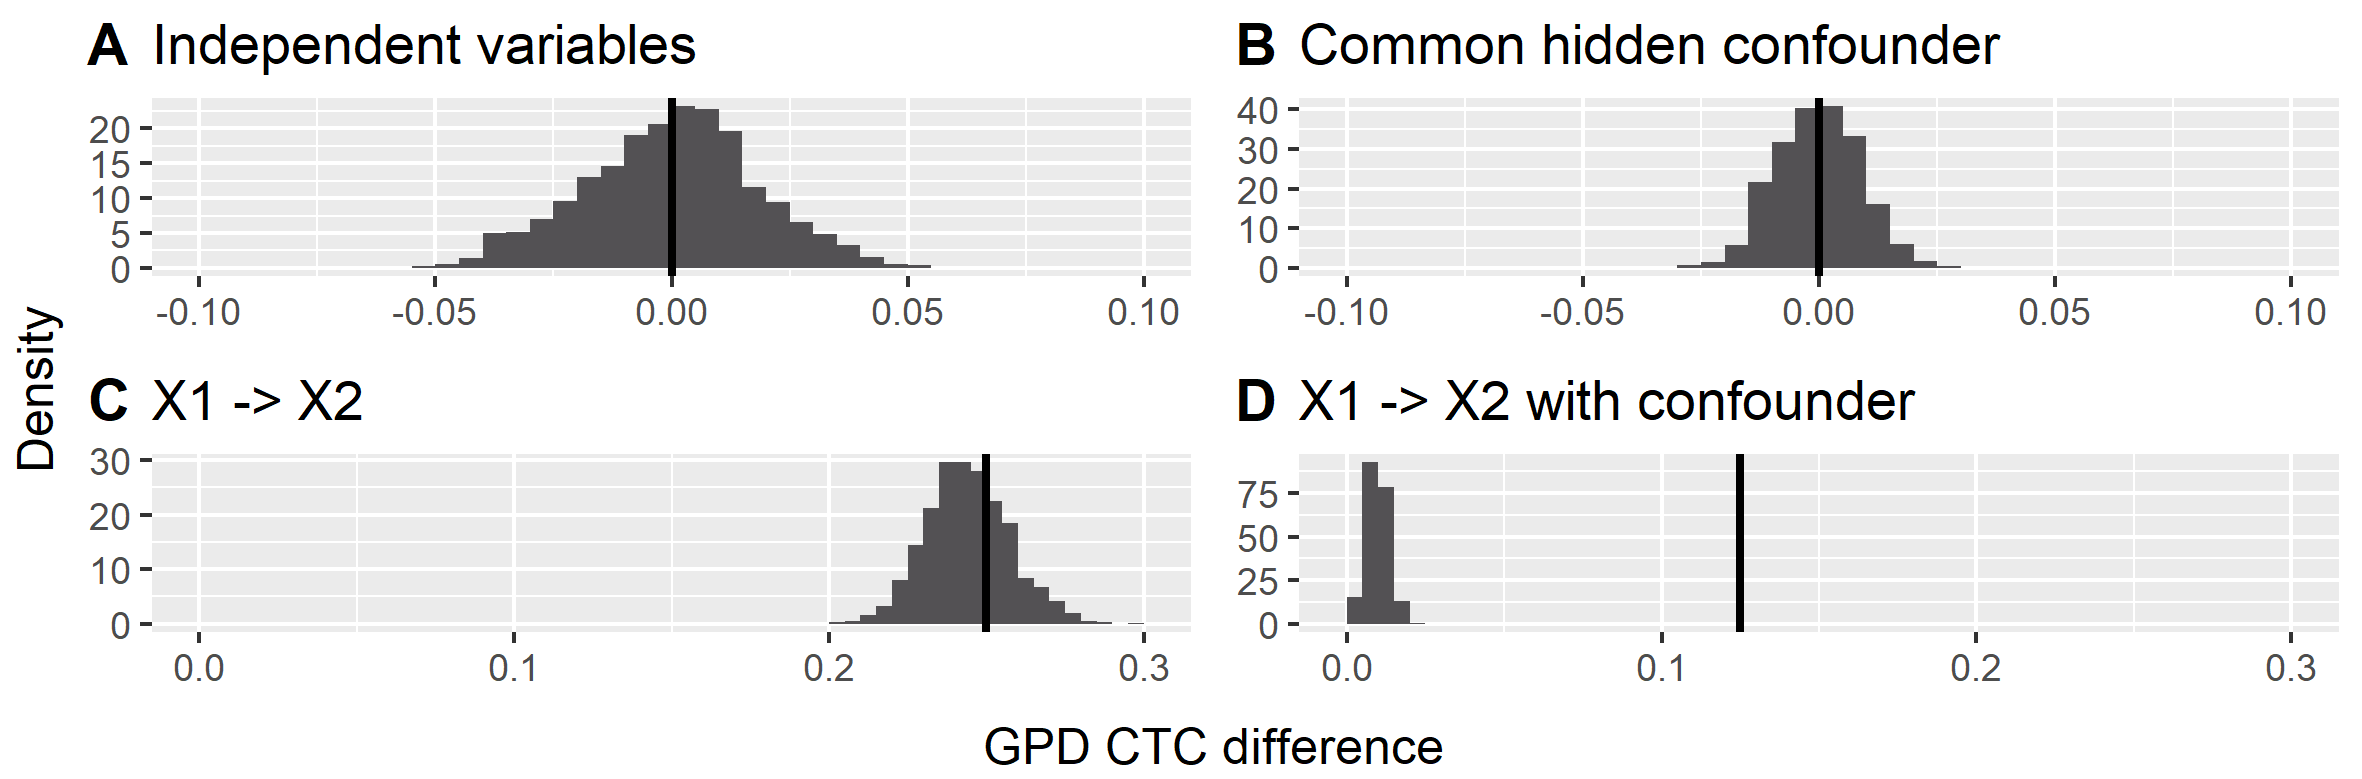 A Independent variables
20
15
10
5
0
-0.10 -0.05 0.00 0.05 0.10
B Common hidden confounder
40
30
20
10
0
-0.10 -0.05 0.00 0.05 0.10
Density
C X1 -> X2
30
20
10
0
0.0 0.1 0.2 0.3
D X1 -> X2 with confounder
75
50
25
0
0.0 0.1 0.2 0.3
GPD CTC difference